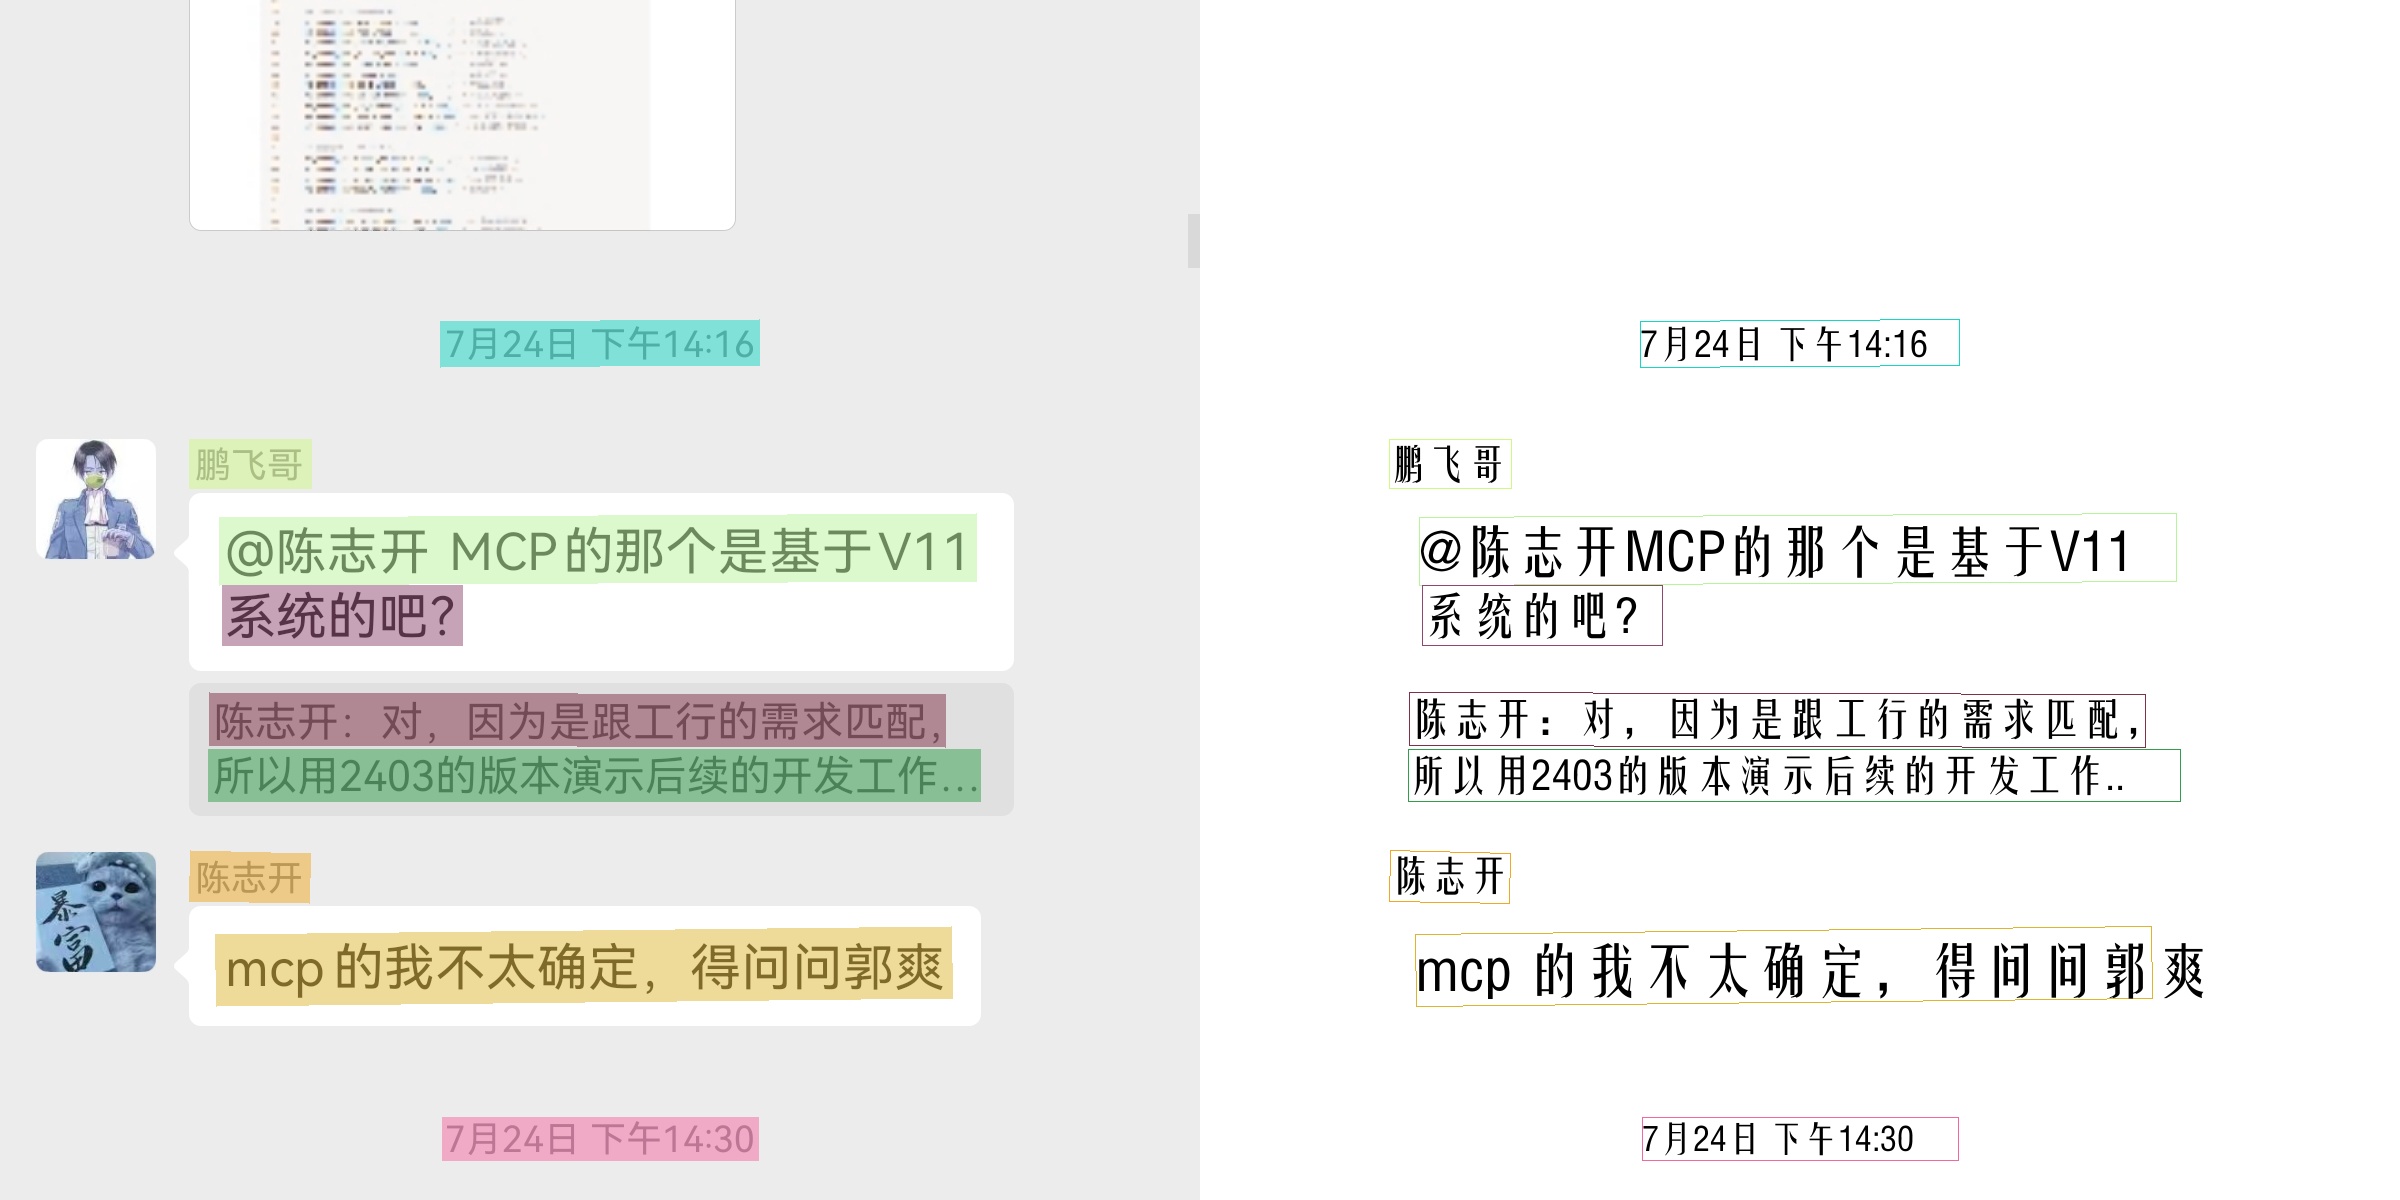 7月24日 下午14:16
7月24日 下午14:16
鹏飞哥
鹏飞哥
@陈志开 MCP的那个是基于V11
@陈志开MCP的那个是基于V11
系统的吧?
系统的吧?
陈志开: 对, 因为是跟工行的需求匹配,
陈志开: 对, 因为是跟工行的需求匹配,
所以用2403的版本演示后续的开发工作...
所以用2403的版本演示后续的开发工作..
陈志开
陈志开
暴富
mcp的我不太确定, 得问问郭爽
mcp 的我不太确定, 得问问郭爽
7月24日 下午14:30
7月24日 下午14:30